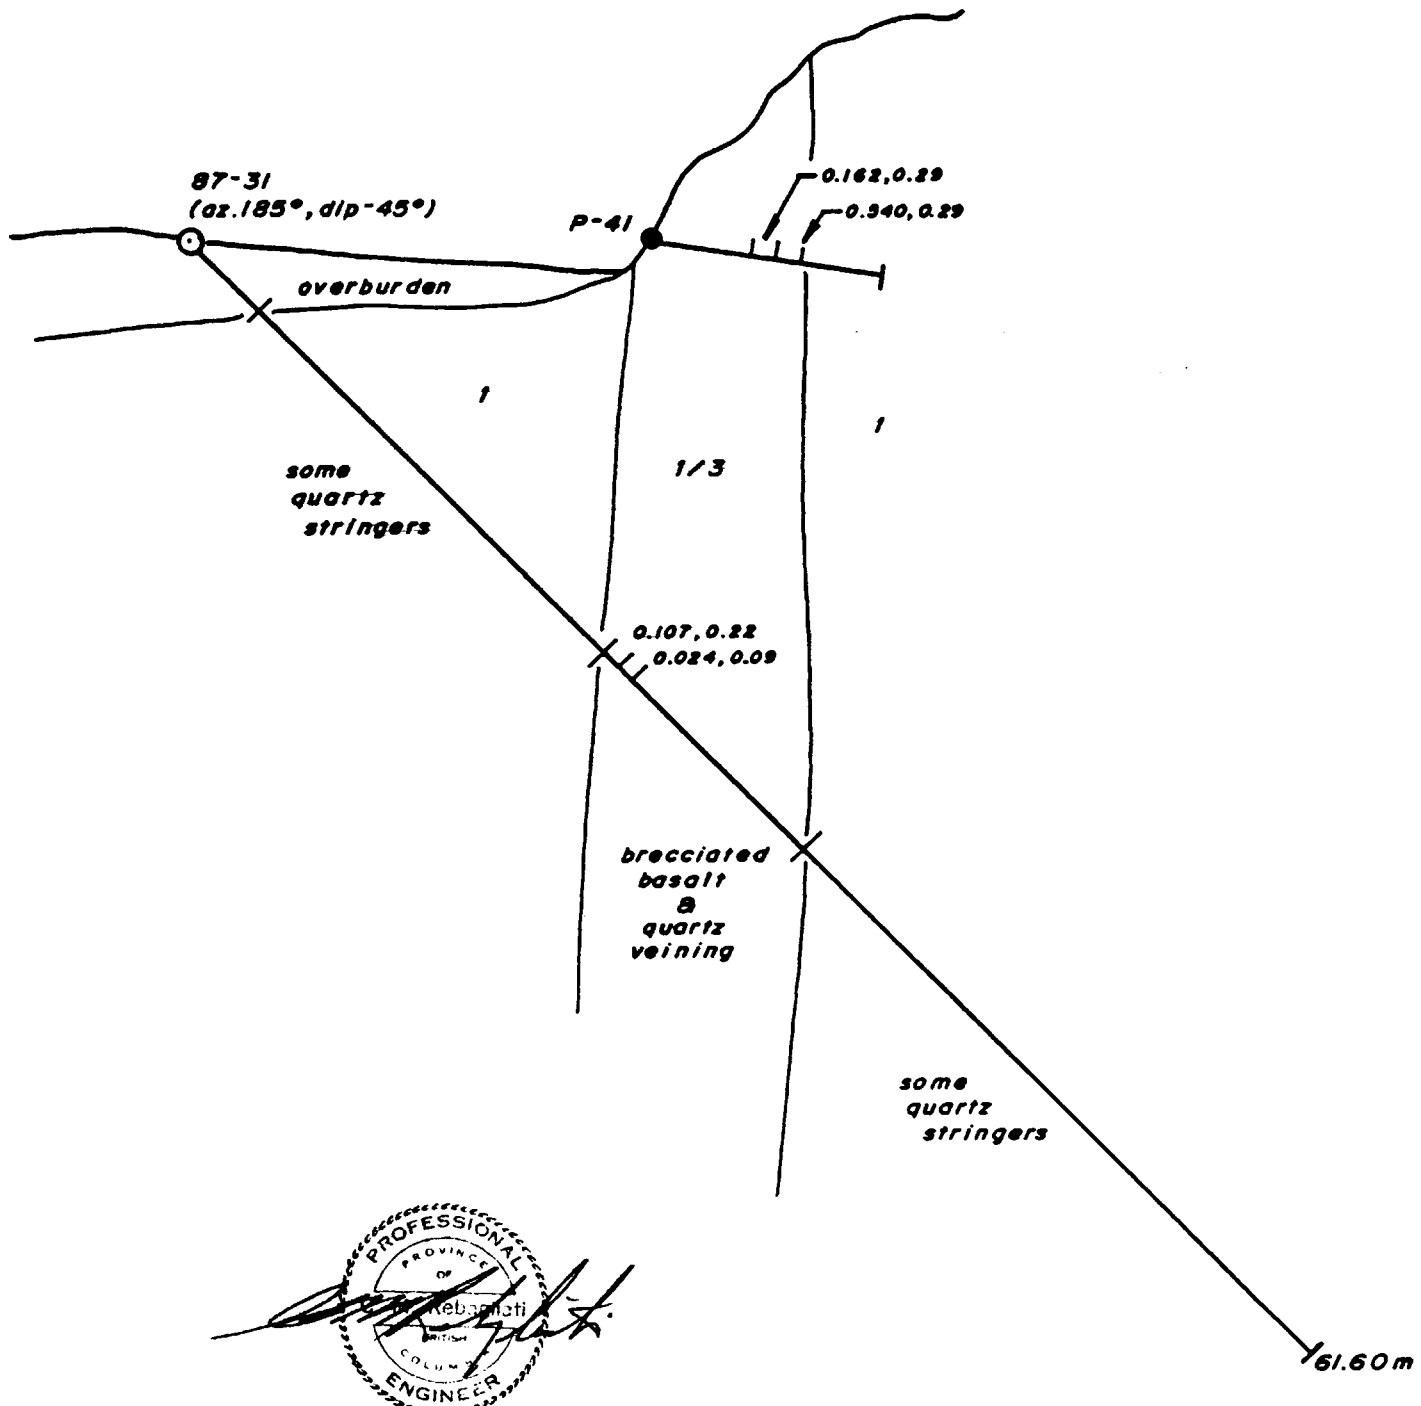 87-31
(az.185°, dip-45°)
P-41
0.162,0.29
0.340,0.29
overburden
1
1
1/3
some
quartz
stringers
0.107,0.22
0.024,0.09
brecciated
basalt
&
quartz
veining
some
quartz
stringers
61.60m
PROFESSIONAL
PROVINCE
OF
BRITISH
COLUMBIA
ENGINEER